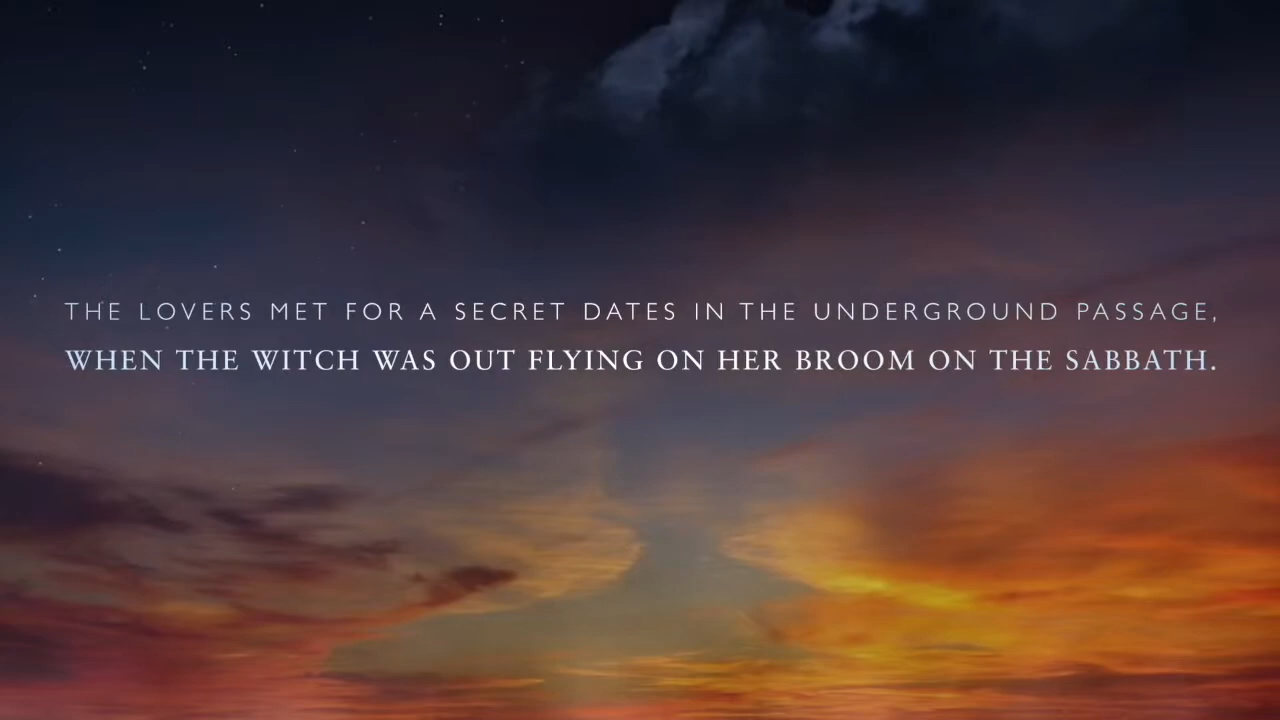 THE LOVERS MET FOR A SECRET DATES IN THE UNDERGROUND PASSAGE,
WHEN THE WITCH WAS OUT FLYING ON HER BROOM ON THE SABBATH.